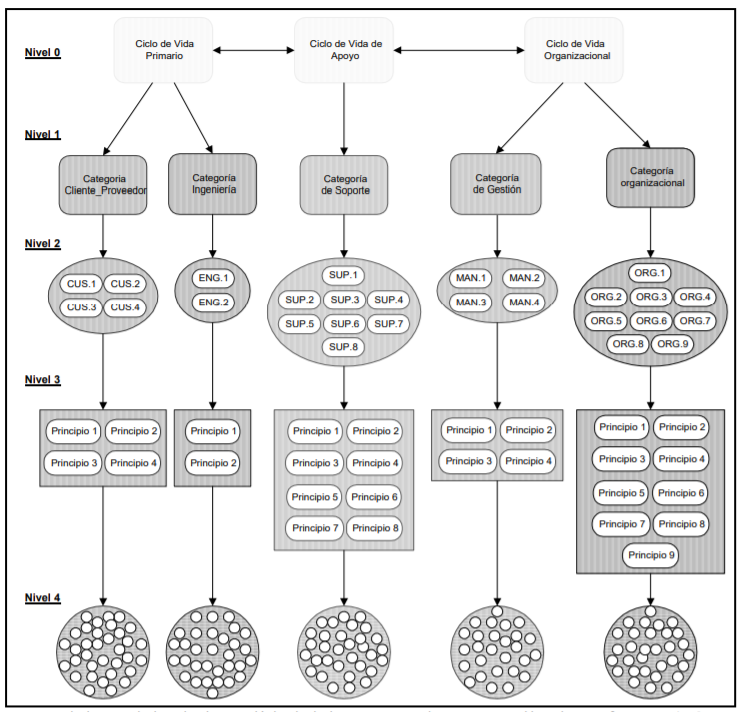 Nivel 0
Ciclo de Vida
Primario
Ciclo de Vida de
Apoyo
Ciclo de Vida
Organizacional
Nivel 1
Categoria
Cliente_Proveedor
Categoría
Ingeniería
Categoría
de Soporte
Categoría
de Gestión
Categoría
organizacional
Nivel 2
CUS.1 CUS.2
CUS.3 CUS.4
ENG.1
ENG.2
SUP.1
SUP.2 SUP.3 SUP.4
SUP.5 SUP.6 SUP.7
SUP.8
MAN.1 MAN.2
MAN.3 MAN.4
ORG.1
ORG.2 ORG.3 ORG.4
ORG.5 ORG.6 ORG.7
ORG.8 ORG.9
Nivel 3
Principio 1 Principio 2
Principio 3 Principio 4
Principio 1
Principio 2
Principio 1 Principio 2
Principio 3 Principio 4
Principio 5 Principio 6
Principio 7 Principio 8
Principio 1 Principio 2
Principio 3 Principio 4
Principio 1 Principio 2
Principio 3 Principio 4
Principio 5 Principio 6
Principio 7 Principio 8
Principio 9
Nivel 4